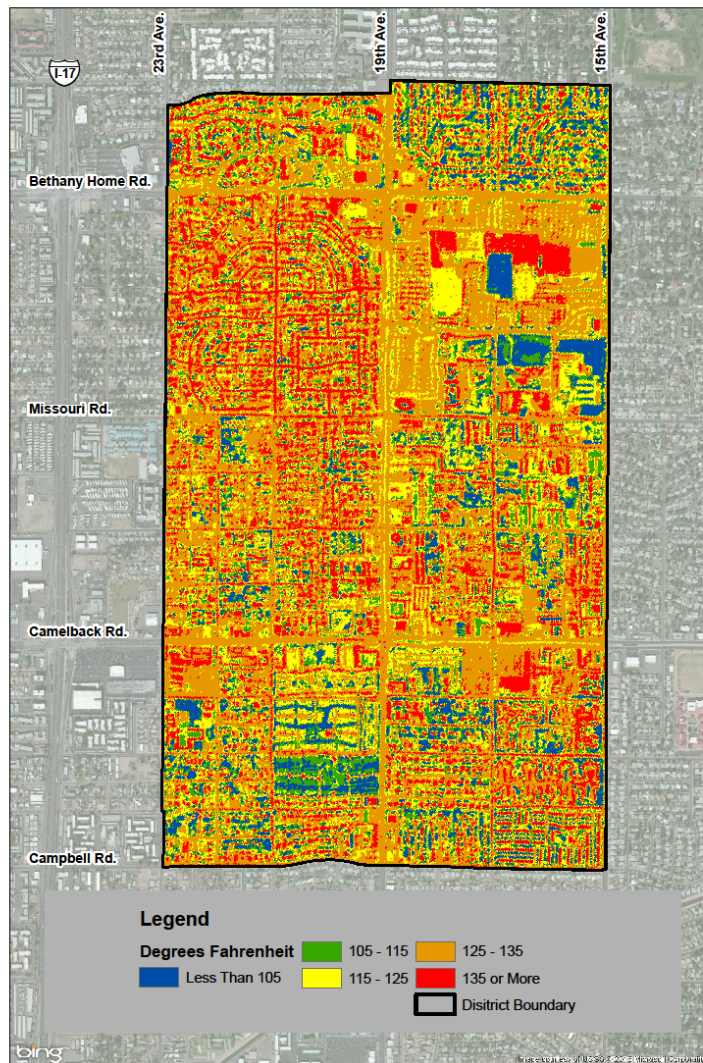 23rd Ave.
19th Ave.
15th Ave.
I-17
Bethany Home Rd.
Missouri Rd.
Camelback Rd.
Campbell Rd.
Legend
Degrees Fahrenheit
105 - 115
125 - 135
Less Than 105
115 - 125
135 or More
Disitrict Boundary
bing